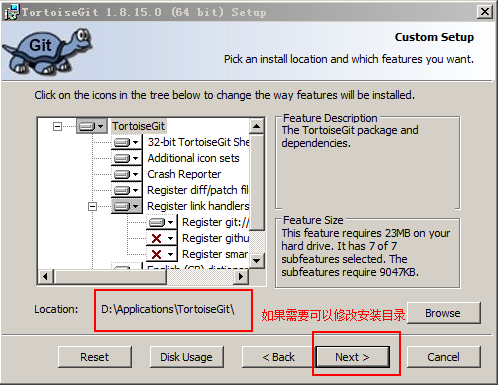 TortoiseGit 1.8.15.0 (64 bit) Setup
Git
Custom Setup
Pick an install location and which features you want.
Click on the icons in the tree below to change the way features will be installed.
TortoiseGit
32-bit TortoiseGit She
Additional icon sets
Crash Reporter
Register diff/patch file
Register link handlers
Register git://
Register githu
Register smar
English (GB) dictionar
Feature Description
The TortoiseGit package and
dependencies.
Feature Size
This feature requires 23MB on your
hard drive. It has 7 of 7
subfeatures selected. The
subfeatures require 9047KB.
Location:
D:\Applications\TortoiseGit\
如果需要可以修改安装目录
Browse
Reset
Disk Usage
< Back
Next >
Cancel